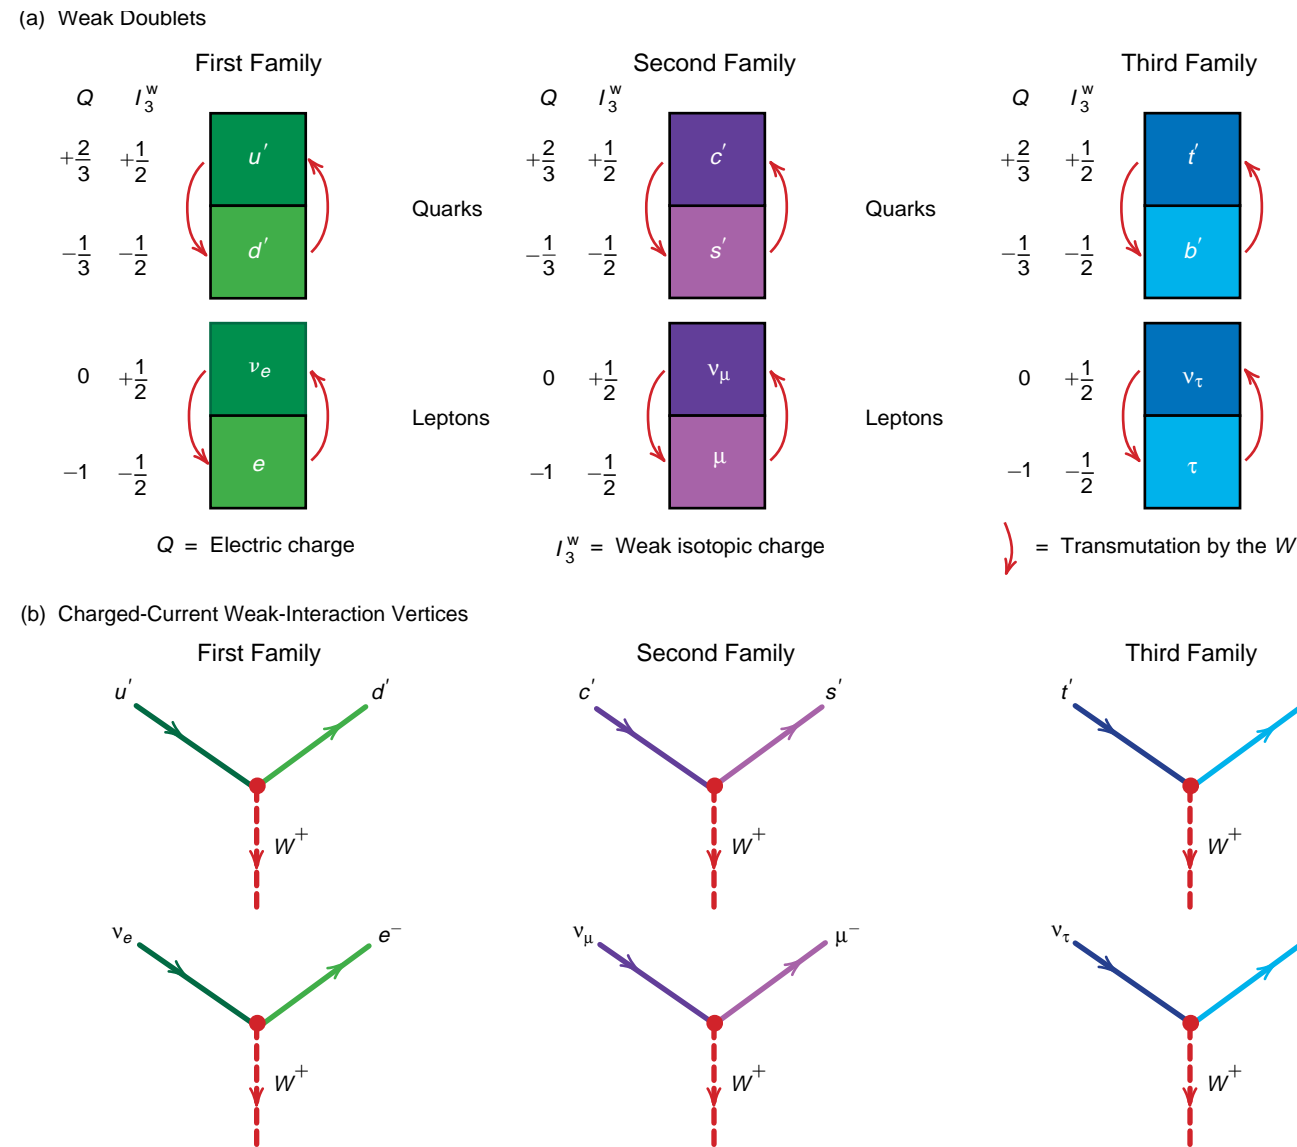 (a) Weak Doublets
First Family Second Family Third Family
Q I₃ʷ Q I₃ʷ Q I₃ʷ
+2/3 +1/2 u′ +2/3 +1/2 c′ +2/3 +1/2 t′
Quarks Quarks
−1/3 −1/2 d′ −1/3 −1/2 s′ −1/3 −1/2 b′
0 +1/2 νe 0 +1/2 νμ 0 +1/2 ντ
Leptons Leptons
−1 −1/2 e −1 −1/2 μ −1 −1/2 τ
Q = Electric charge I₃ʷ = Weak isotopic charge = Transmutation by the W
(b) Charged-Current Weak-Interaction Vertices
First Family Second Family Third Family
u′ d′ c′ s′ t′
W⁺ W⁺ W⁺
νe e⁻ νμ μ⁻ ντ
W⁺ W⁺ W⁺